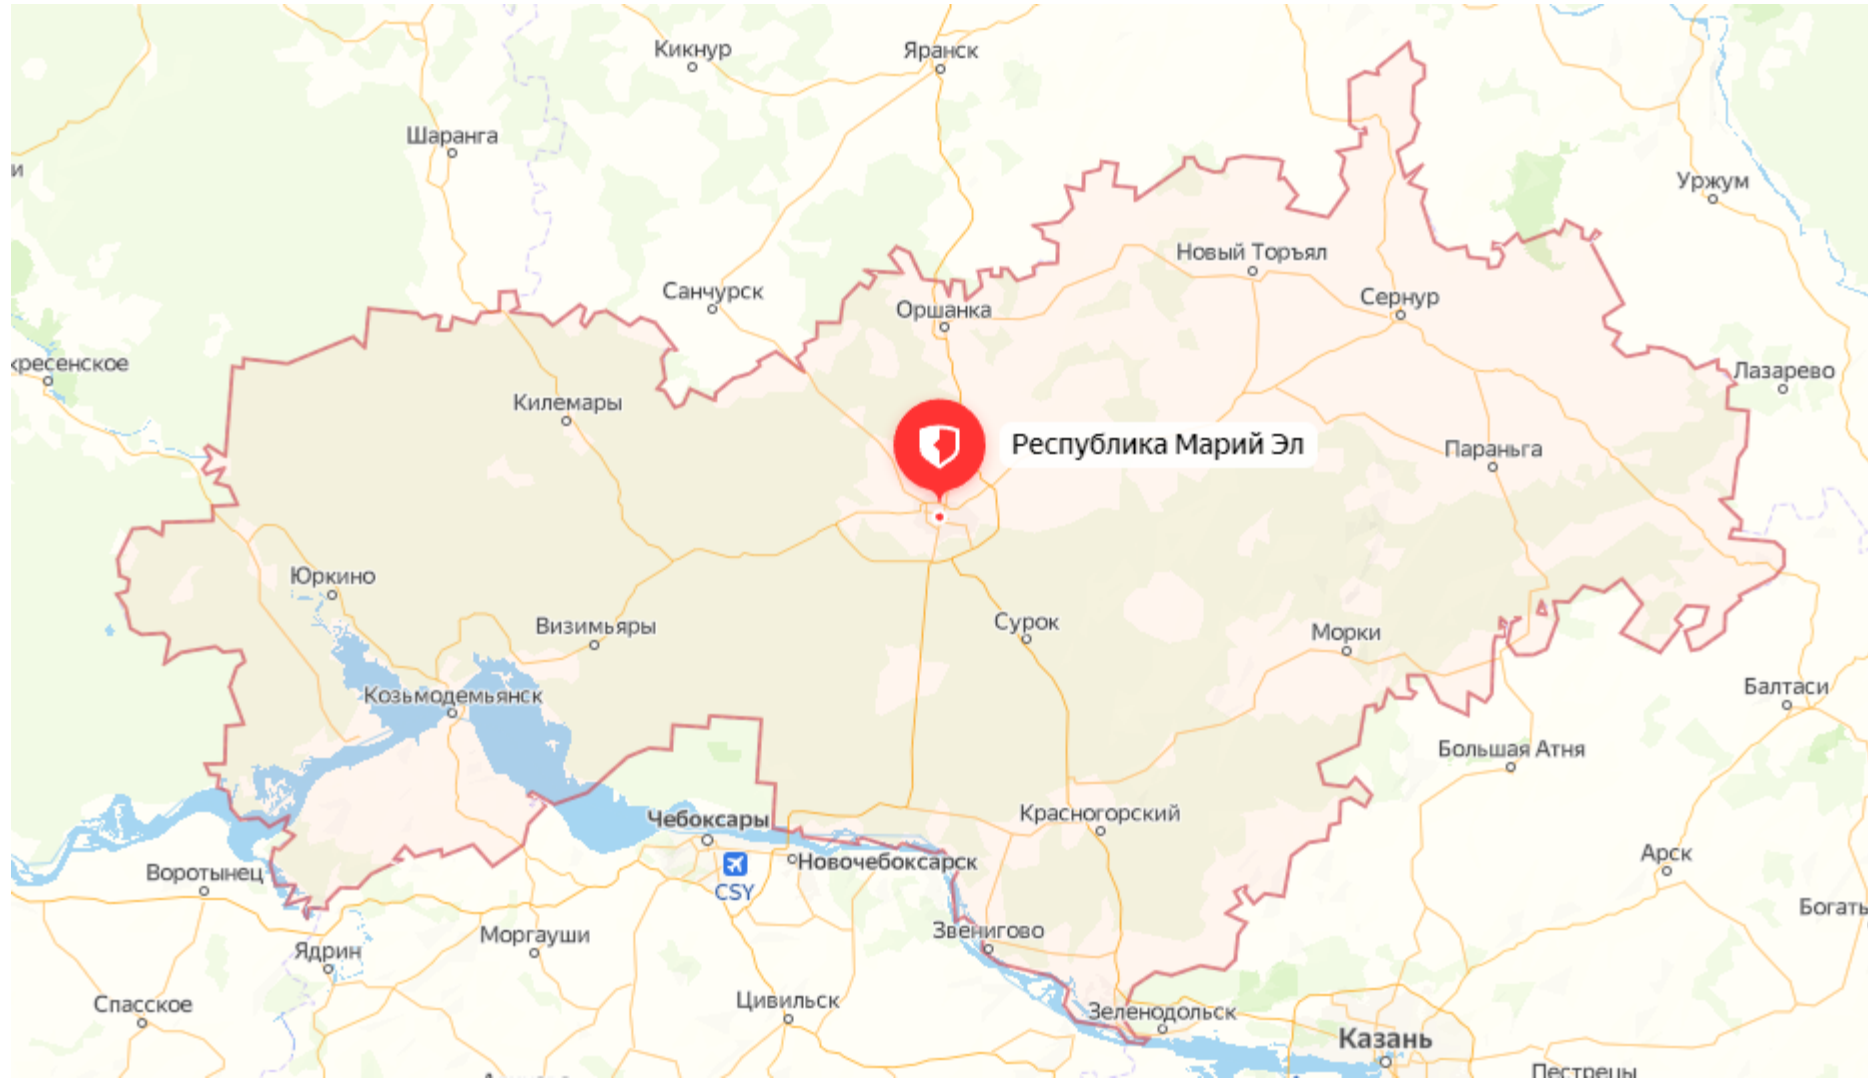 Кикнур
Яранск
Шаранга
и
Уржум
Новый Торъял
Санчурск
Сернур
Оршанка
кресенское
Лазарево
Килемары
Республика Марий Эл
Параньга
Юркино
Сурок
Визимьяры
Морки
Козьмодемьянск
Балтаси
Большая Атня
Чебоксары
Красногорский
Арск
Новочебоксарск
Воротынец
CSY
Богать
Звенигово
Моргауши
Ядрин
Цивильск
Спасское
Зеленодольск
Казань
Пестрецы